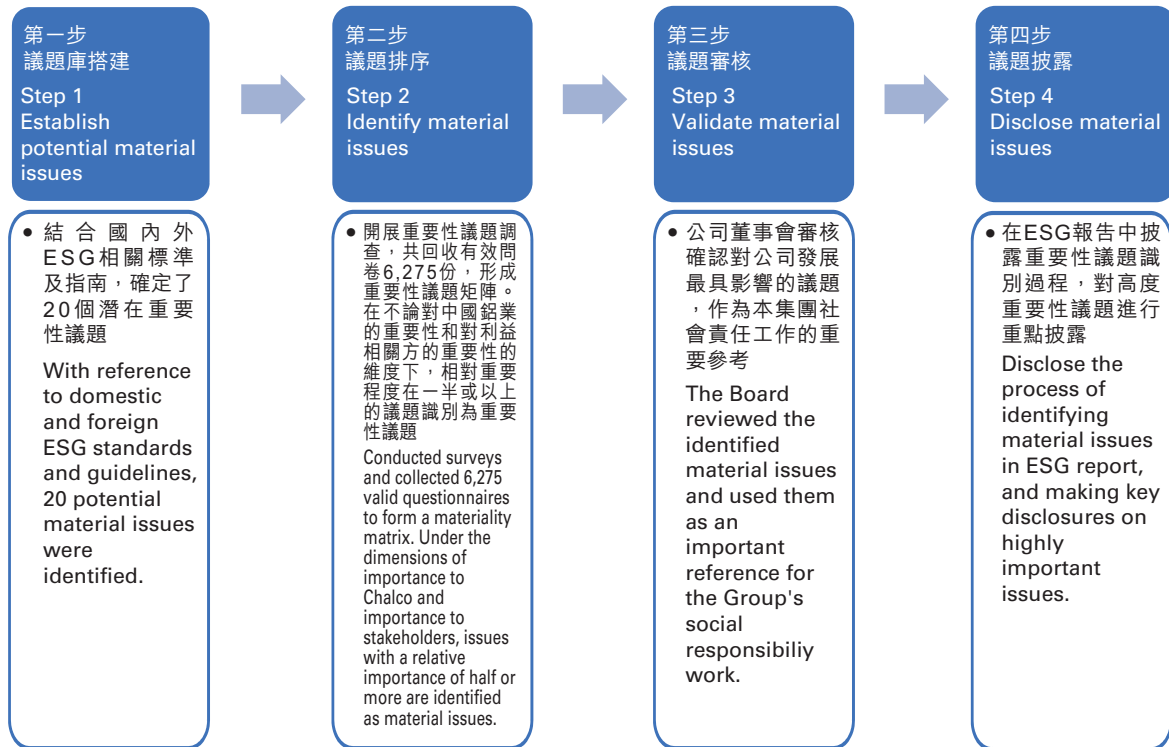 第一步
議題庫搭建
Step 1
Establish
potential material
issues
第二步
議題排序
Step 2
Identify material
issues
第三步
議題審核
Step 3
Validate material
issues
第四步
議題披露
Step 4
Disclose material
issues
• 結合國內外
ESG相關標準
及指南，確定了
20個潛在重要
性議題
With reference
to domestic
and foreign
ESG standards
and guidelines,
20 potential
material issues
were
identified.
• 開展重要性議題調
查，共回收有效問
卷6,275份，形成
重要性議題矩陣。
在不論對中國鋁業
的重要性和對利益
相關方的重要性的
維度下，相對重要
程度在一半或以上
的議題識別為重要
性議題
Conducted surveys
and collected 6,275
valid questionnaires
to form a materiality
matrix. Under the
dimensions of
importance to
Chalco and
importance to
stakeholders, issues
with a relative
importance of half or
more are identified
as material issues.
• 公司董事會審核
確認對公司發展
最具影響的議題
，作為本集團社
會責任工作的重
要參考
The Board
reviewed the
identified
material issues
and used them
as an
important
reference for
the Group's
social
responsibiliy
work.
• 在ESG報告中披
露重要性議題識
別過程，對高度
重要性議題進行
重點披露
Disclose the
process of
identifying
material issues
in ESG report,
and making key
disclosures on
highly
important
issues.